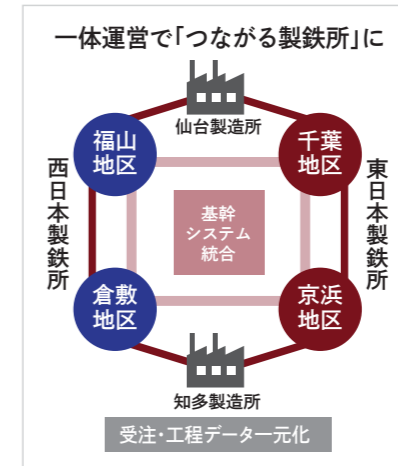 一体運営で「つながる製鉄所」に
仙台製造所
福山
地区
千葉
地区
西日本製鉄所
東日本製鉄所
基幹
システム
統合
倉敷
地区
京浜
地区
知多製造所
受注・工程データ一元化